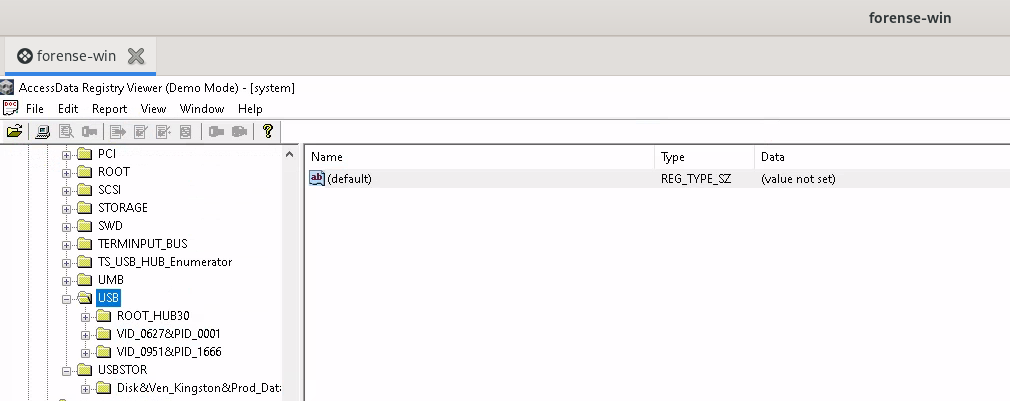 forense-win
forense-win
AccessData Registry Viewer (Demo Mode) - [system]
File Edit Report View Window Help
PCI
ROOT
SCSI
STORAGE
SWD
TERMINPUT_BUS
TS_USB_HUB_Enumerator
UMB
USB
ROOT_HUB30
VID_0627&PID_0001
VID_0951&PID_1666
USBSTOR
Disk&Ven_Kingston&Prod_Data
Name Type Data
ab (default) REG_TYPE_SZ (value not set)